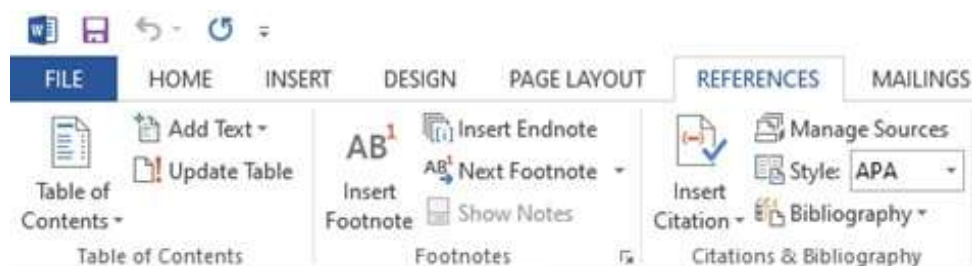 FILE HOME INSERT DESIGN PAGE LAYOUT REFERENCES MAILINGS
Table of
Contents
Add Text
Update Table
Table of Contents
AB1
Insert
Footnote
[i] Insert Endnote
AB1 Next Footnote
Show Notes
Footnotes
(-)
Insert
Citation
Manage Sources
Style: APA
Bibliography
Citations & Bibliography